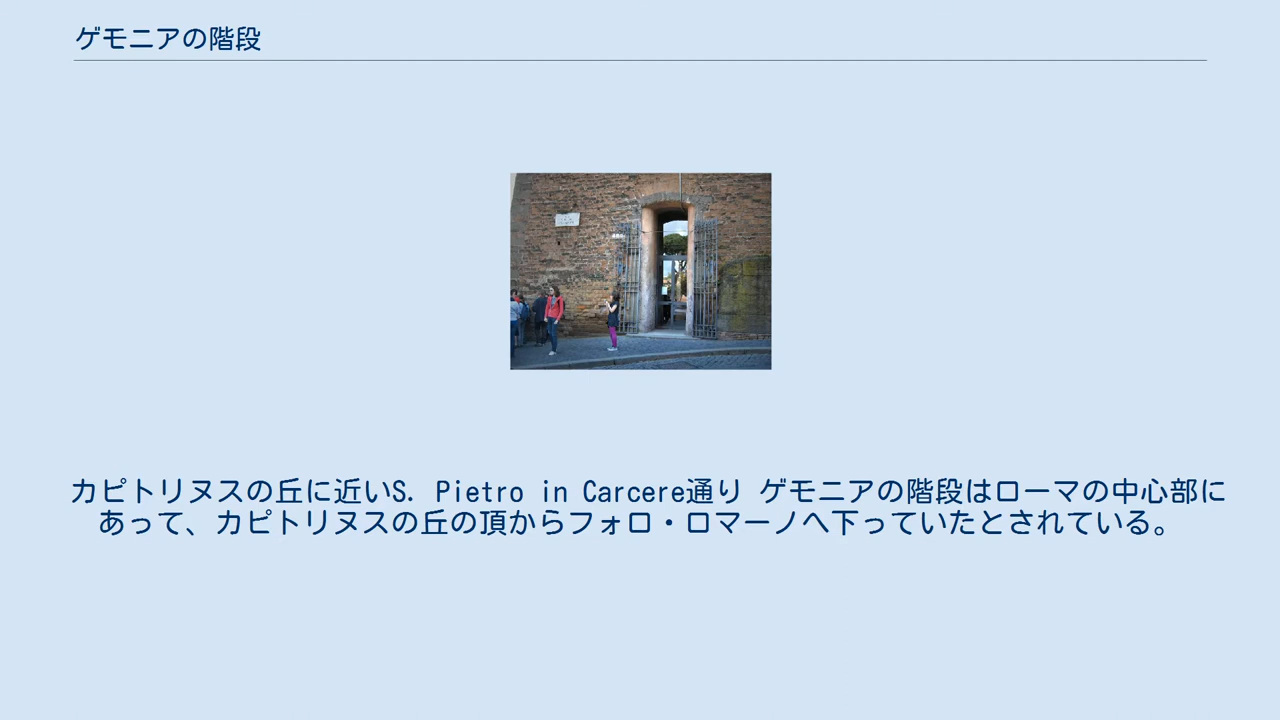 ゲモニアの階段
カピトリヌスの丘に近いS. Pietro in Carcere通り ゲモニアの階段はローマの中心部に
あって、カピトリヌスの丘の頂からフォロ・ロマーノへ下っていたとされている。